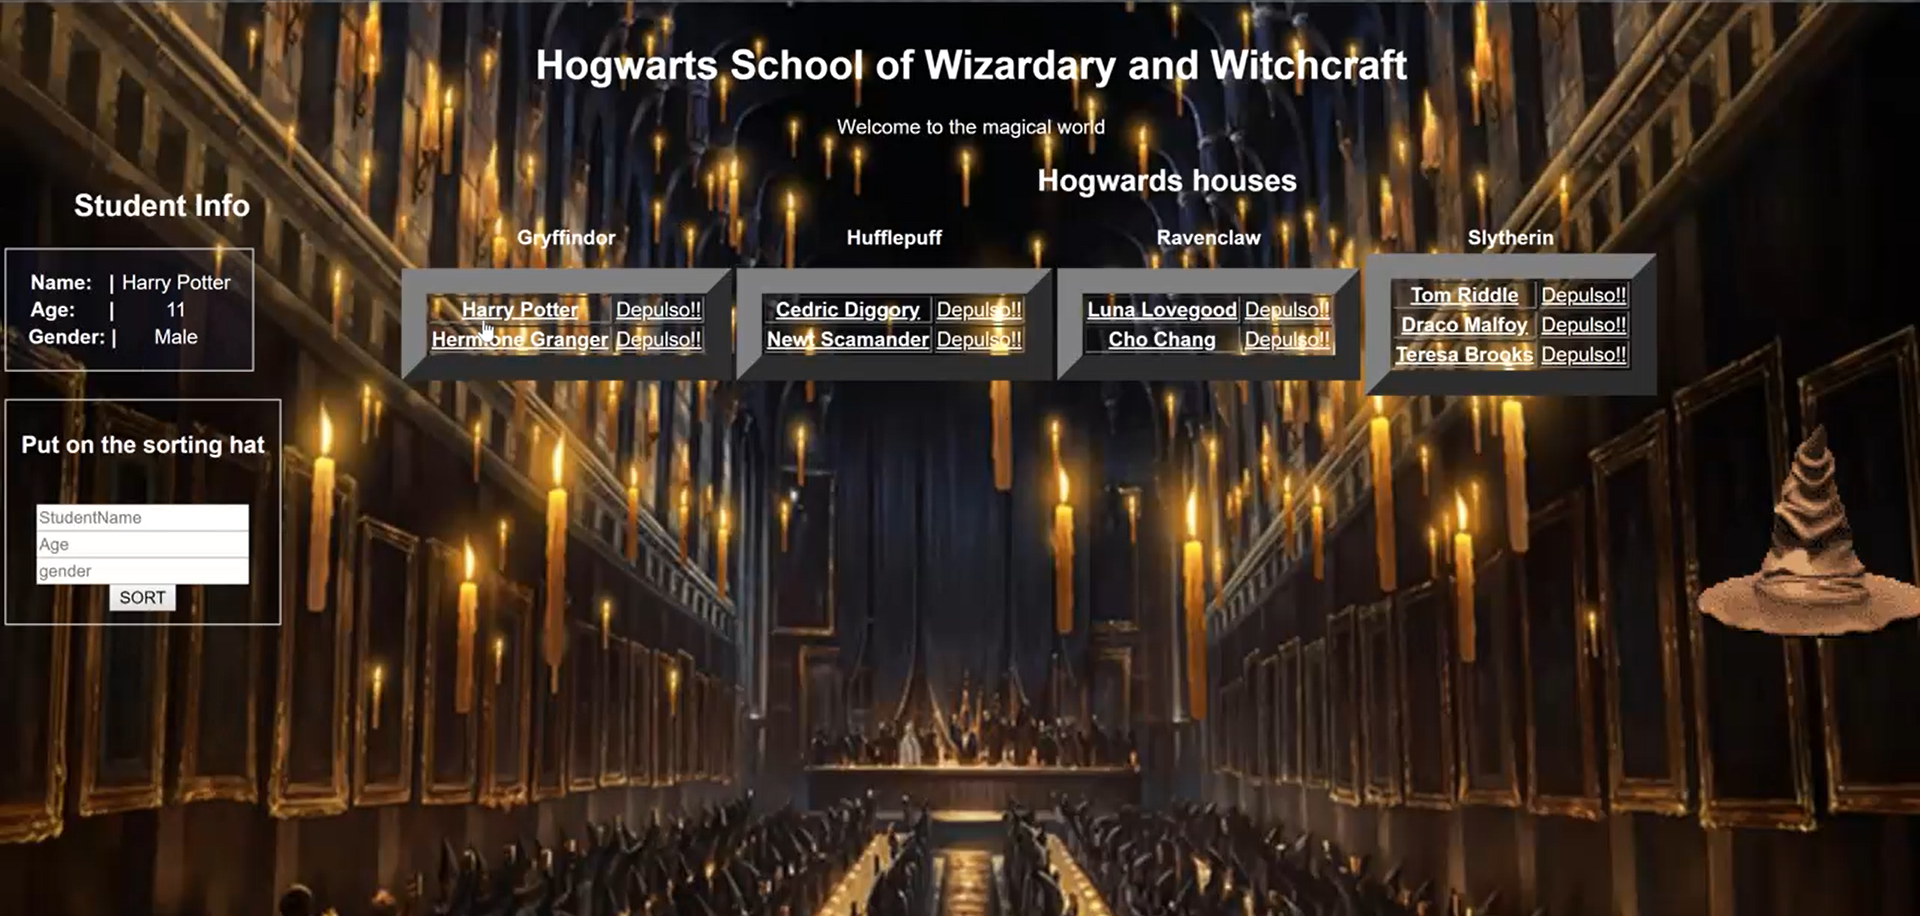 Hogwarts School of Wizardary and Witchcraft
Welcome to the magical world
Student Info
Name: | Harry Potter
Age: | 11
Gender: | Male
Put on the sorting hat
StudentName
Age
gender
SORT
Hogwards houses
Gryffindor
Harry Potter Depulso!!
Hermione Granger Depulso!!
Hufflepuff
Cedric Diggory Depulso!!
Newt Scamander Depulso!!
Ravenclaw
Luna Lovegood Depulso!!
Cho Chang Depulso!!
Slytherin
Tom Riddle Depulso!!
Draco Malfoy Depulso!!
Teresa Brooks Depulso!!